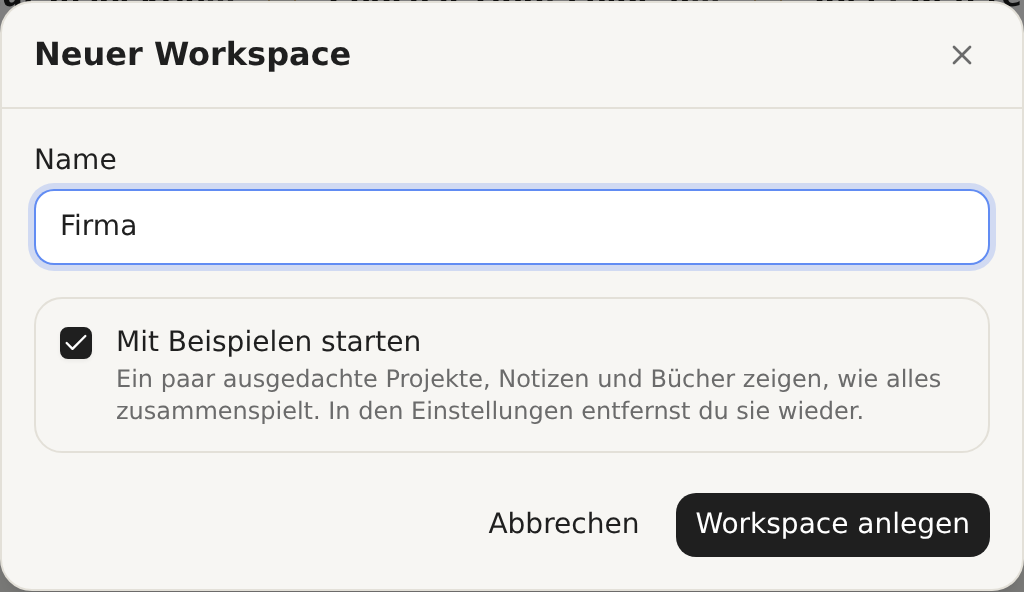 Neuer Workspace
Name
Firma
Mit Beispielen starten
Ein paar ausgedachte Projekte, Notizen und Bücher zeigen, wie alles
zusammenspielt. In den Einstellungen entfernst du sie wieder.
Abbrechen
Workspace anlegen